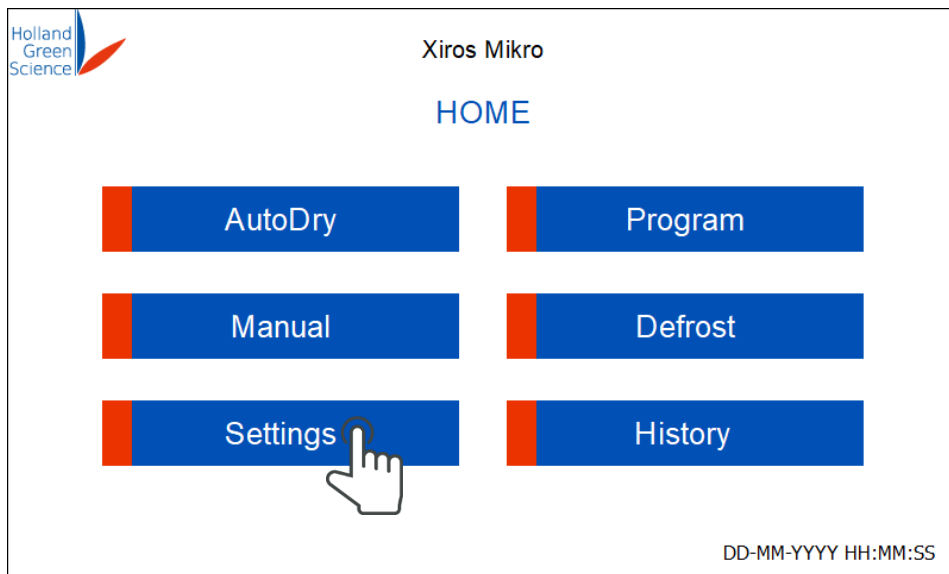 Holland
Green
Science
Xiros Mikro
HOME
AutoDry
Program
Manual
Defrost
Settings
History
DD-MM-YYYY HH:MM:SS